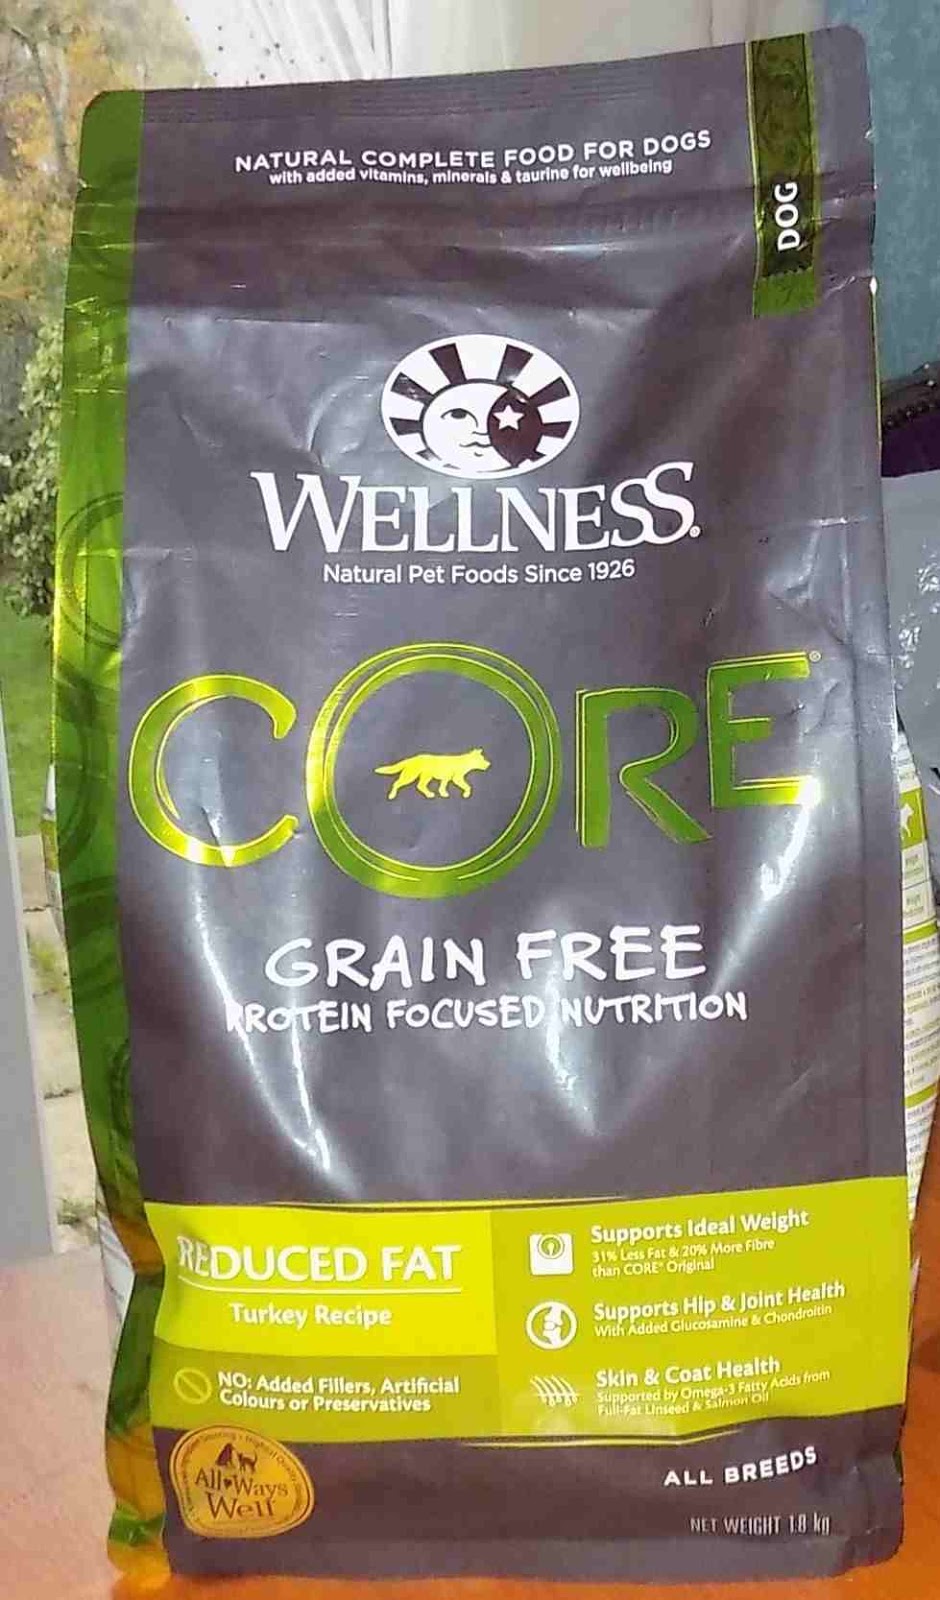 NATURAL COMPLETE FOOD FOR DOGS
with added vitamins, minerals & taurine for wellbeing
DOG
WELLNESS.
Natural Pet Foods Since 1926
CORE®
GRAIN FREE
PROTEIN FOCUSED NUTRITION
REDUCED FAT
Turkey Recipe
NO: Added Fillers, Artificial
Colours or Preservatives
Supports Ideal Weight
31% Less Fat & 20% More Fibre
than CORE® Original
Supports Hip & Joint Health
With Added Glucosamine & Chondroitin
Skin & Coat Health
Supported by Omega-3 Fatty Acids from
Full-Fat Linseed & Salmon Oil
All♥Ways
Well
ALL BREEDS
NET WEIGHT 1.8 kg